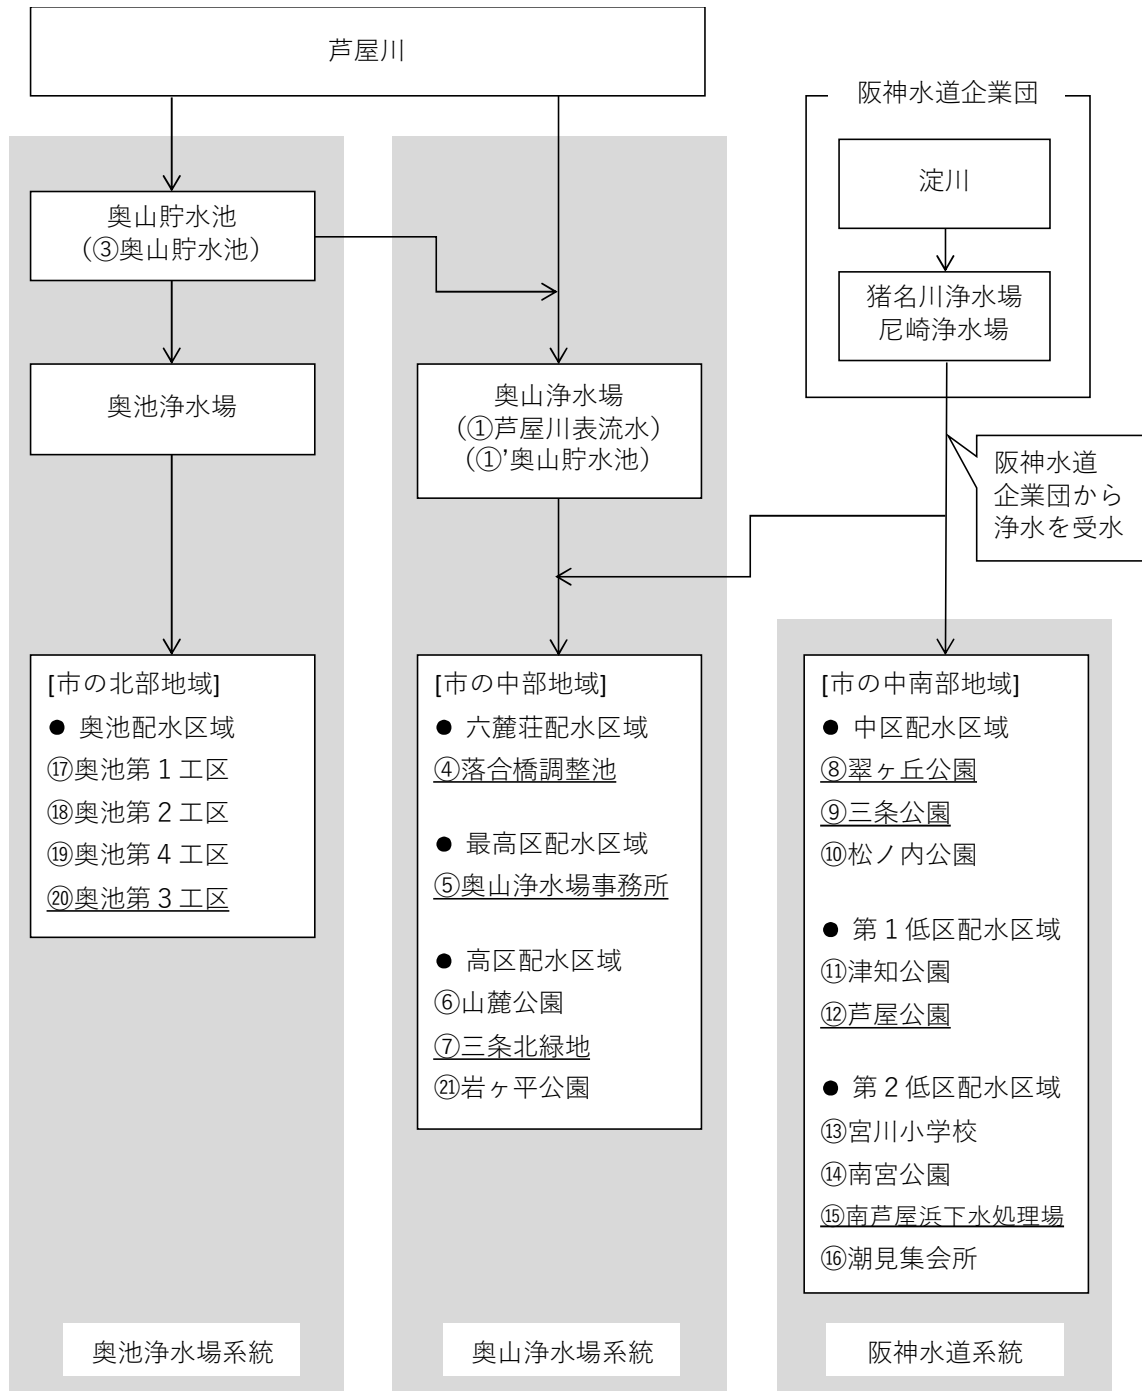 芦屋川
阪神水道企業団
淀川
奥山貯水池
（③奥山貯水池）
猪名川浄水場
尼崎浄水場
奥池浄水場
奥山浄水場
（①芦屋川表流水）
（①’奥山貯水池）
阪神水道
企業団から
浄水を受水
[市の北部地域]
● 奥池配水区域
⑰奥池第１工区
⑱奥池第２工区
⑲奥池第４工区
⑳奥池第３工区
[市の中部地域]
● 六麓荘配水区域
④落合橋調整池
● 最高区配水区域
⑤奥山浄水場事務所
● 高区配水区域
⑥山麓公園
⑦三条北緑地
㉑岩ヶ平公園
[市の中南部地域]
● 中区配水区域
⑧翠ヶ丘公園
⑨三条公園
⑩松ノ内公園
● 第１低区配水区域
⑪津知公園
⑫芦屋公園
● 第２低区配水区域
⑬宮川小学校
⑭南宮公園
⑮南芦屋浜下水処理場
⑯潮見集会所
奥池浄水場系統
奥山浄水場系統
阪神水道系統